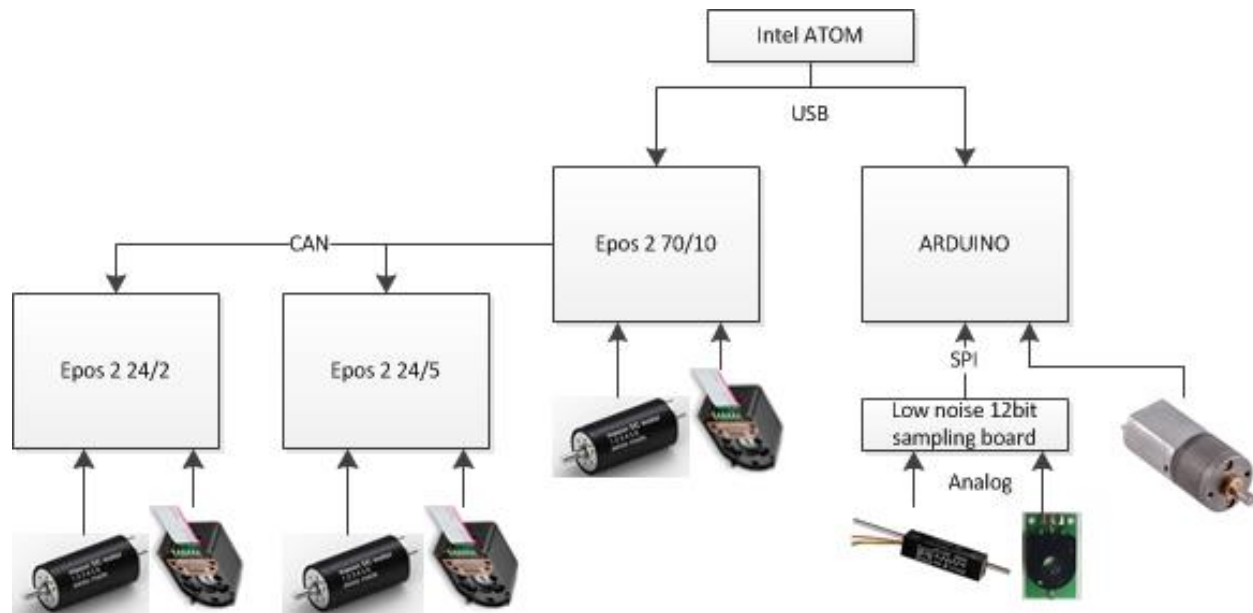 Intel ATOM
USB
Epos 2 70/10
ARDUINO
CAN
Epos 2 24/2
Epos 2 24/5
SPI
Low noise 12bit
sampling board
Analog